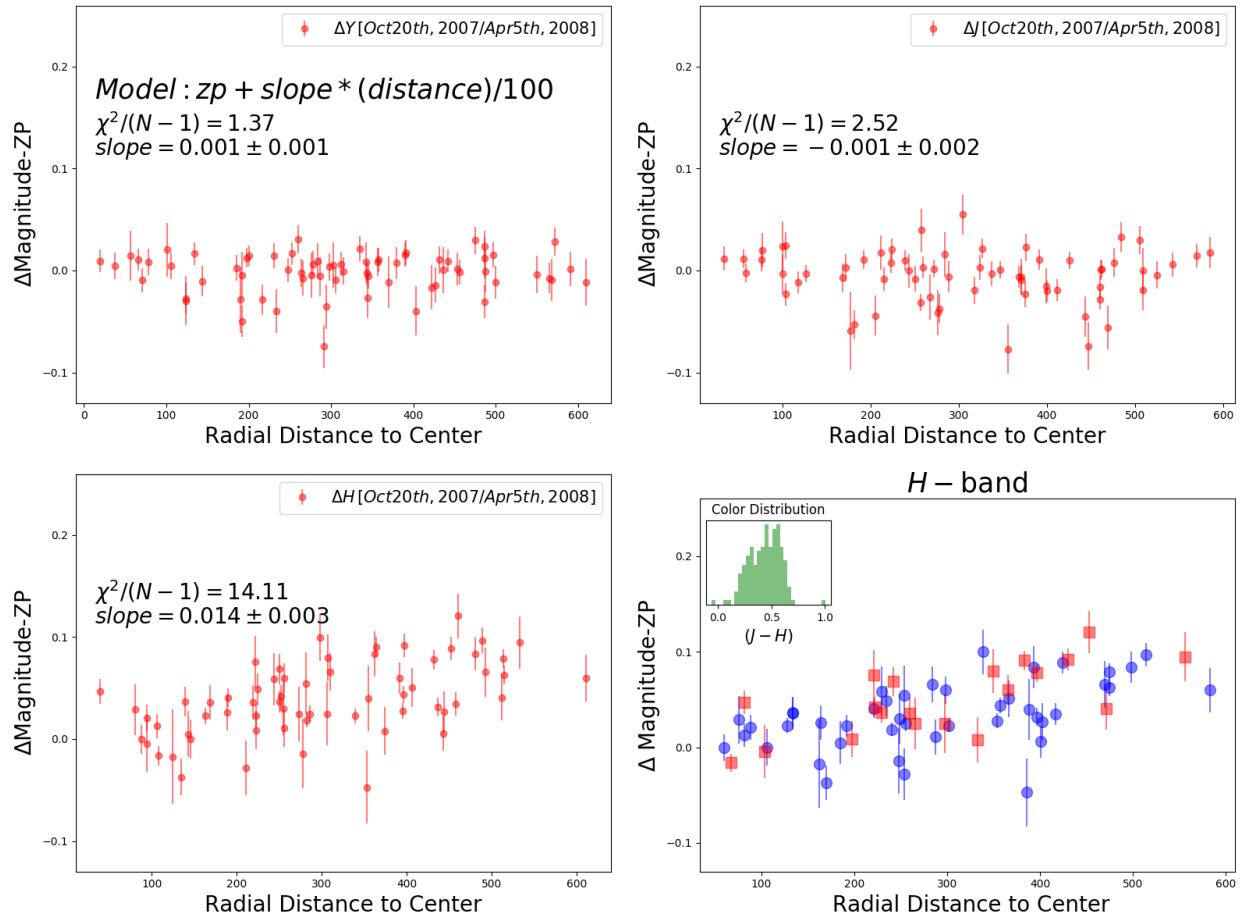 ΔY [Oct20th, 2007/Apr5th, 2008]
Model : zp + slope * (distance)/100
χ²/(N − 1) = 1.37
slope = 0.001 ± 0.001
ΔMagnitude-ZP
0.2
0.1
0.0
−0.1
0 100 200 300 400 500 600
Radial Distance to Center
ΔJ [Oct20th, 2007/Apr5th, 2008]
χ²/(N − 1) = 2.52
slope = − 0.001 ± 0.002
ΔMagnitude-ZP
0.2
0.1
0.0
−0.1
100 200 300 400 500 600
Radial Distance to Center
ΔH [Oct20th, 2007/Apr5th, 2008]
χ²/(N − 1) = 14.11
slope = 0.014 ± 0.003
ΔMagnitude-ZP
0.2
0.1
0.0
−0.1
100 200 300 400 500 600
Radial Distance to Center
H − band
Color Distribution
0.0 0.5 1.0
(J − H)
Δ Magnitude-ZP
0.2
0.1
0.0
−0.1
100 200 300 400 500 600
Radial Distance to Center